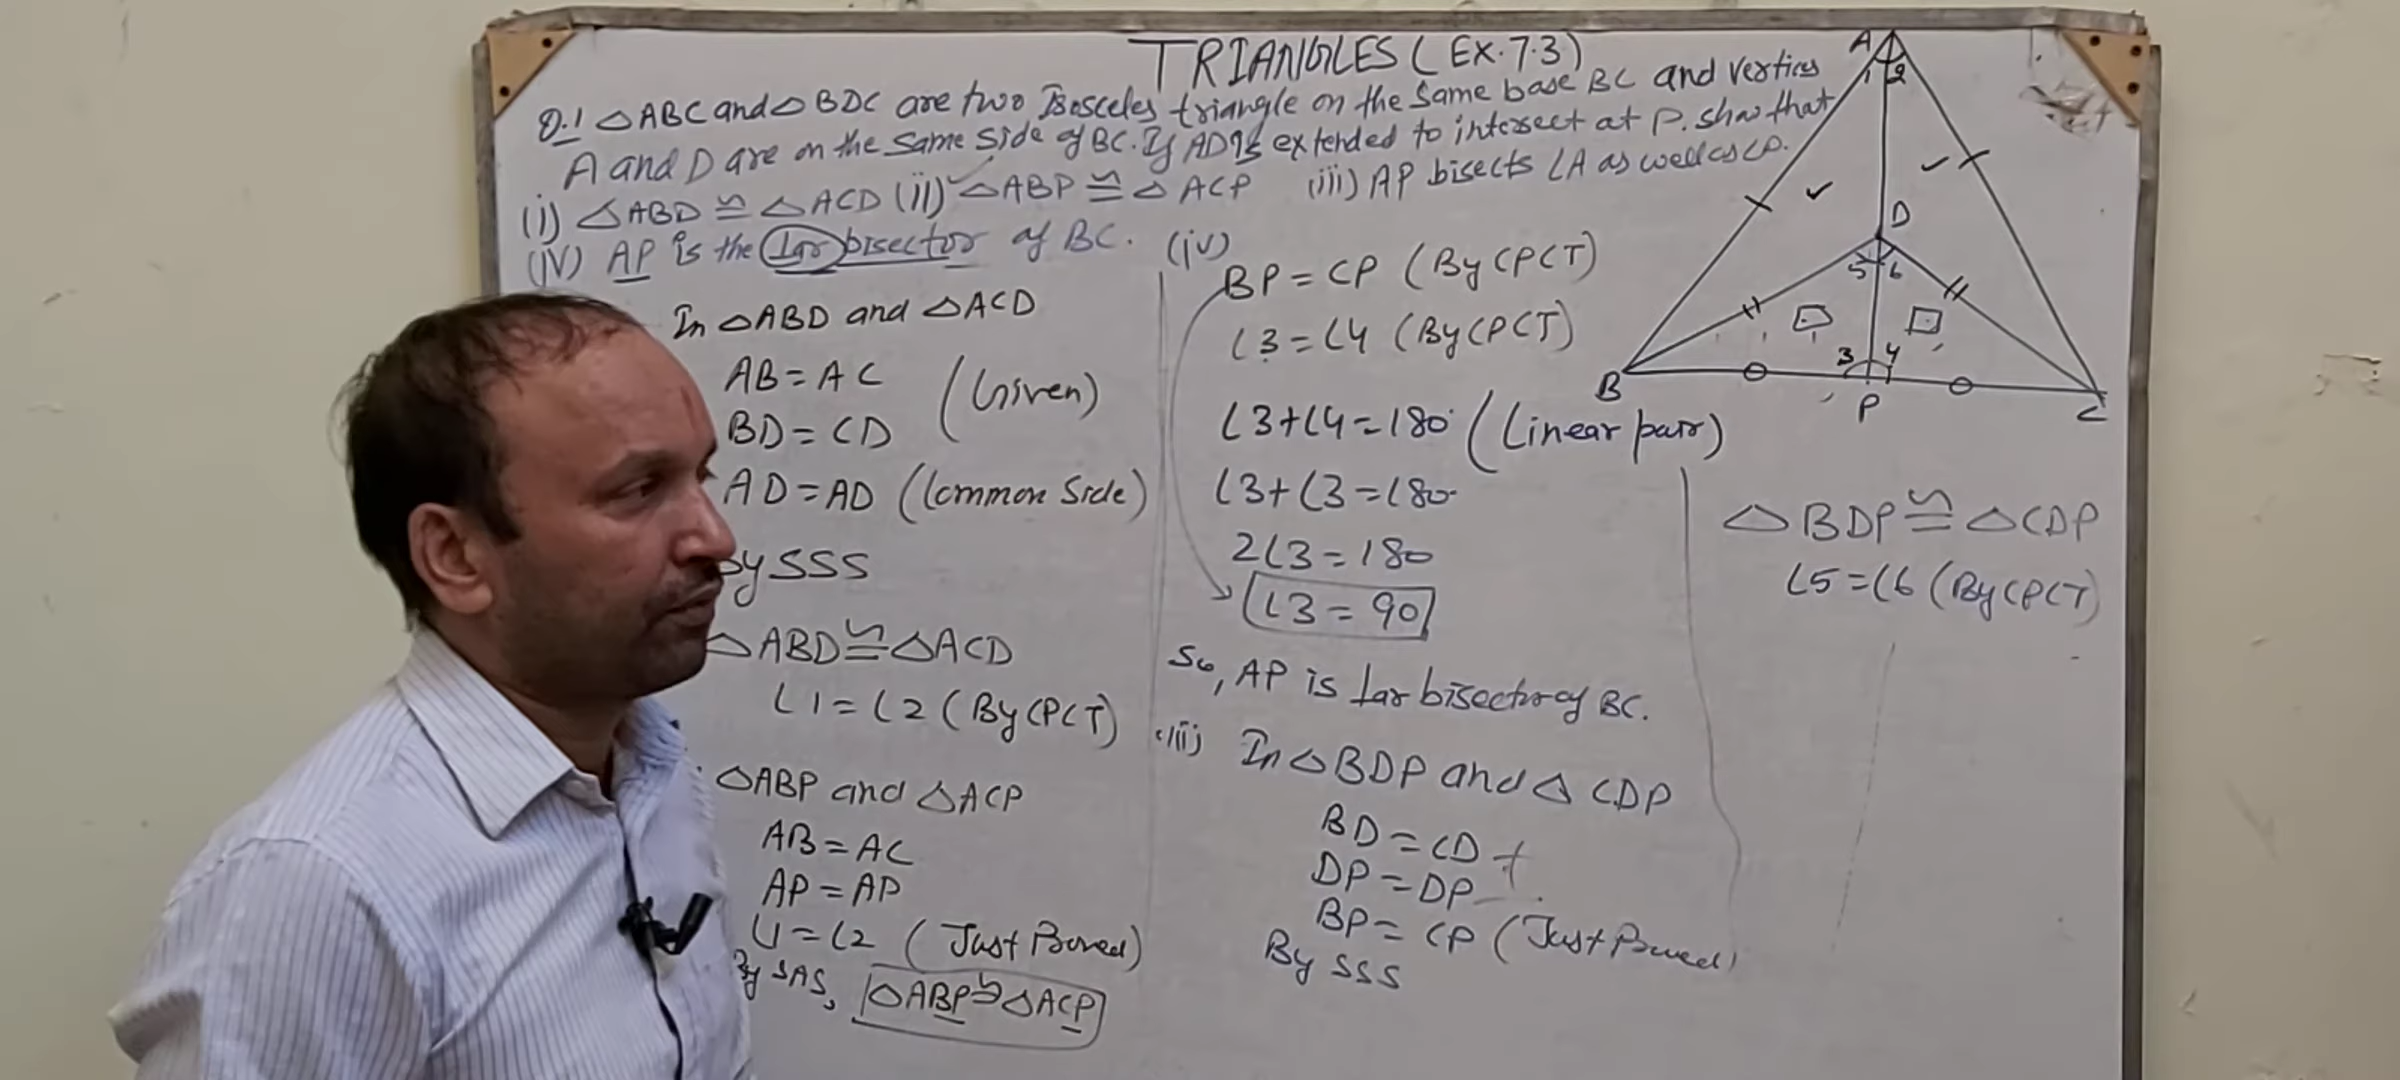 TRIANGLES (EX.7.3)
Q.1 △ABC and △BDC are two Isosceles triangle on the same base BC and vertices
A and D are on the same side of BC. If AD is extended to intersect at P. show that
(i) △ABD ≅ △ACD (ii) △ABP ≅ △ACP (iii) AP bisects ∠A as well as ∠D.
(iv) AP is the ⊥ar bisector of BC.
In △ABD and △ACD
AB = AC
(Given)
BD = CD
AD = AD (Common Side)
By SSS
△ABD ≅ △ACD
∠1 = ∠2 (By CPCT)
△ABP and △ACP
AB = AC
AP = AP
∠1 = ∠2 (Just Proved)
By SAS, △ABP ≅ △ACP
(iv)
BP = CP (By CPCT)
∠3 = ∠4 (By CPCT)
∠3+∠4=180° (Linear pair)
∠3+∠3=180°
2∠3=180
∠3 = 90
So, AP is ⊥ar bisector of BC.
(iii) In △BDP and △CDP
BD = CD
DP = DP
BP = CP (Just Proved)
By SSS
△BDP ≅ △CDP
∠5=∠6 (By CPCT)
A
1 2
D
5 6
3 4
B P C